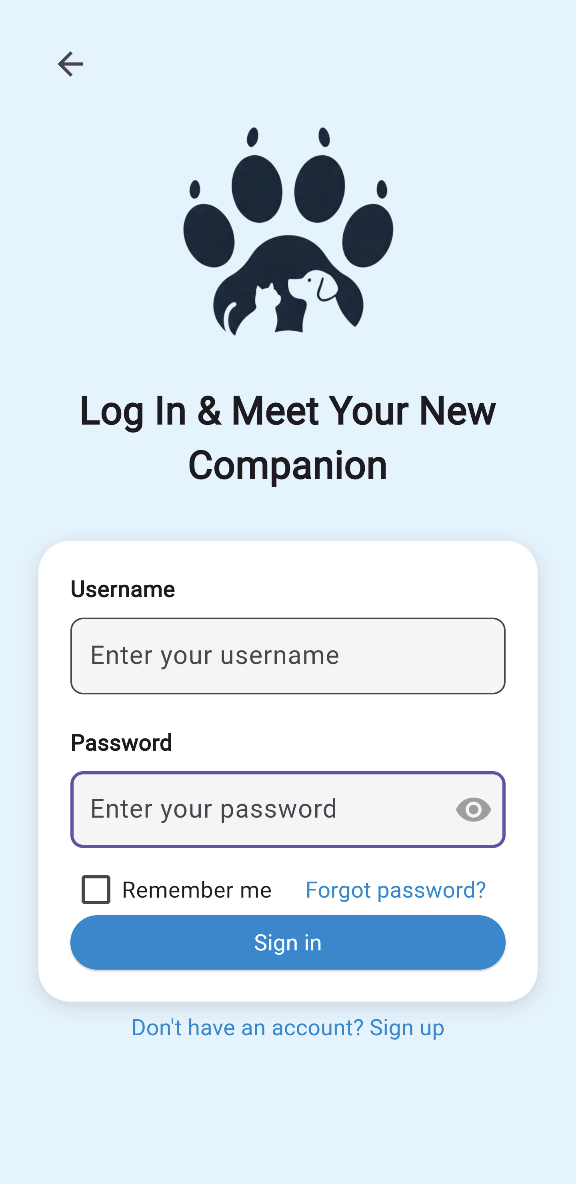 Log In & Meet Your New
Companion
Username
Enter your username
Password
Enter your password
Remember me
Forgot password?
Sign in
Don't have an account? Sign up